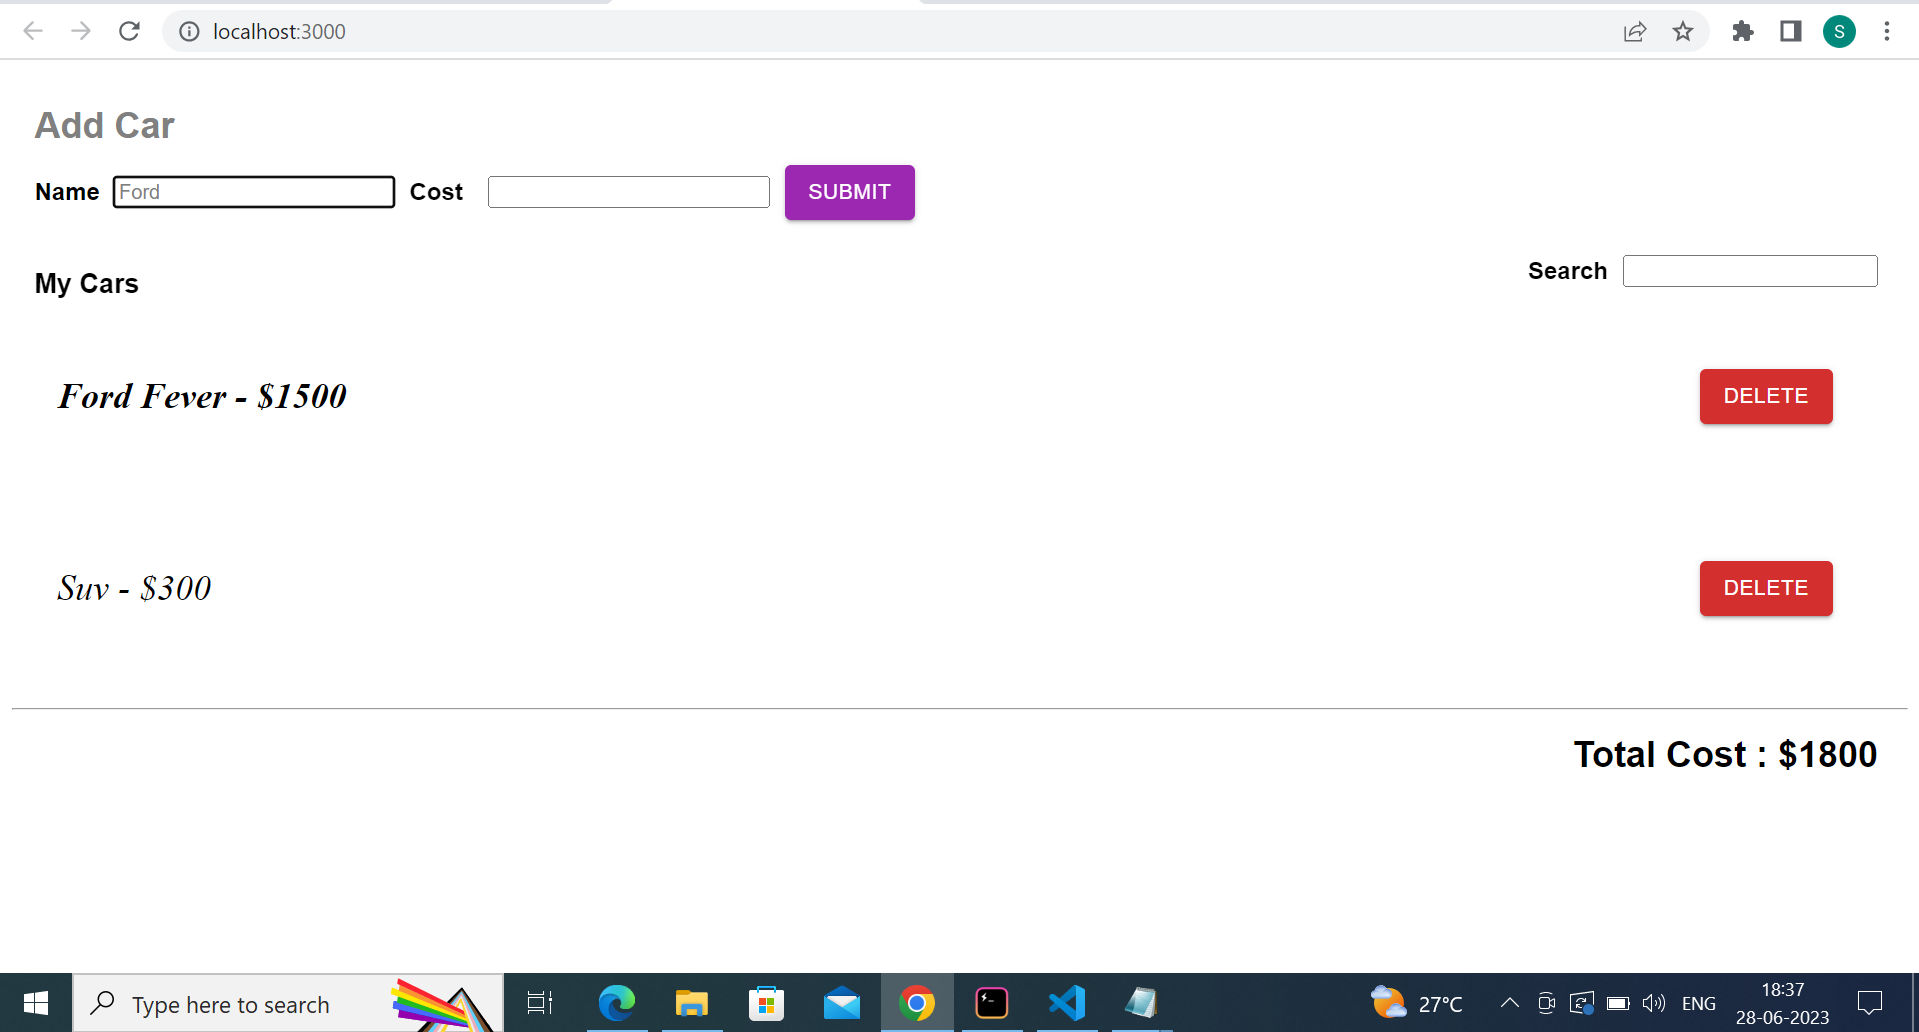 localhost:3000
S
Add Car
Name Ford Cost SUBMIT
My Cars
Search
Ford Fever - $1500 DELETE
Suv - $300 DELETE
Total Cost : $1800
Type here to search
27°C
ENG
18:37
28-06-2023